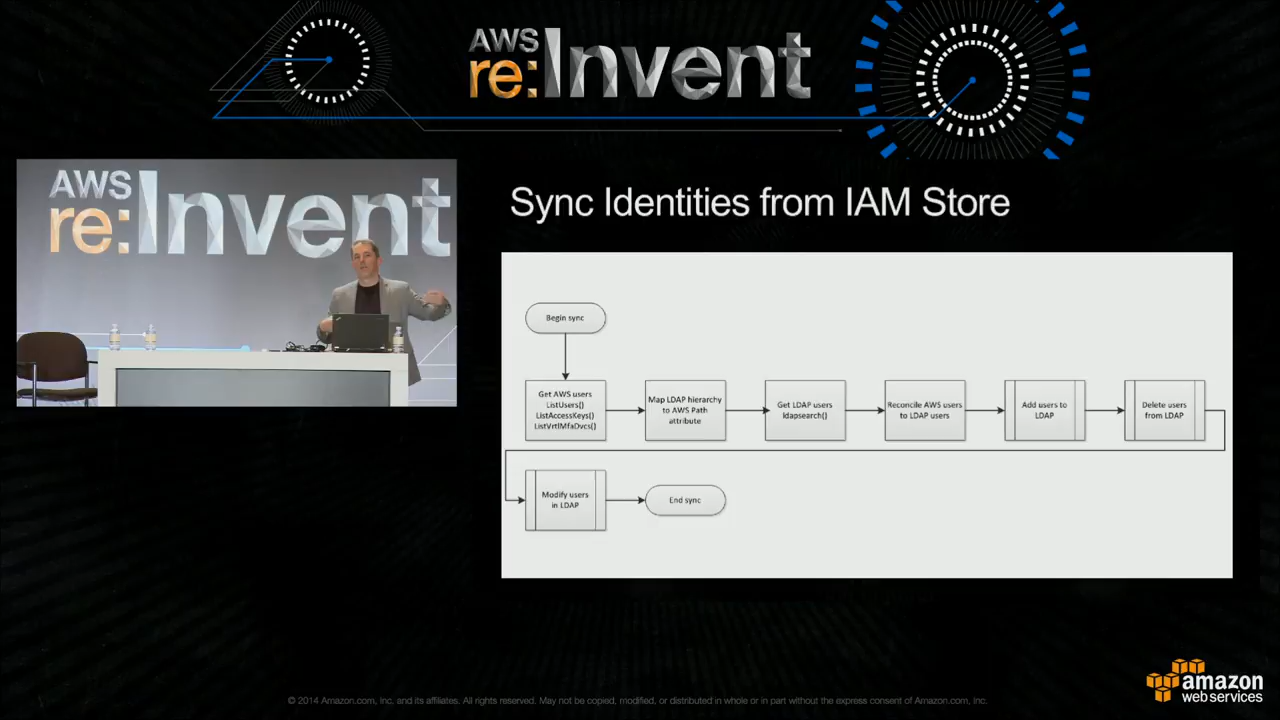 AWS
re:Invent
AWS
re:Invent
Sync Identities from IAM Store
Begin sync
Get AWS users
ListUsers()
ListAccessKeys()
ListVrtlMfaDvcs()
Map LDAP hierarchy
to AWS Path
attribute
Get LDAP users
ldapsearch()
Reconcile AWS users
to LDAP users
Add users to
LDAP
Delete users
from LDAP
Modify users
in LDAP
End sync
amazon
web services
© 2014 Amazon.com, Inc, and its affiliates. All rights reserved. May not be copied, modified, or distributed in whole or in part without the express consent of Amazon.com, Inc.